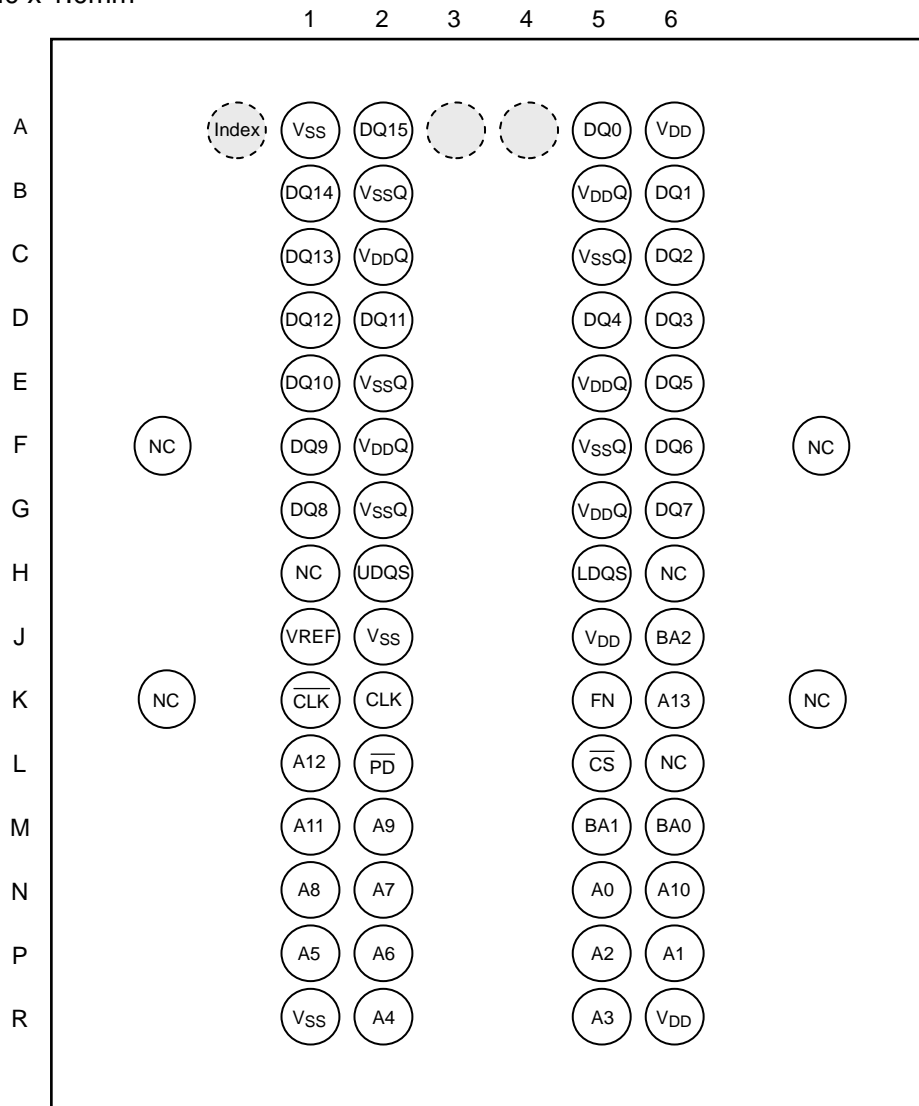 1 2 3 4 5 6
A Index VSS DQ15 DQ0 VDD
B DQ14 VSSQ VDDQ DQ1
C DQ13 VDDQ VSSQ DQ2
D DQ12 DQ11 DQ4 DQ3
E DQ10 VSSQ VDDQ DQ5
F NC DQ9 VDDQ VSSQ DQ6 NC
G DQ8 VSSQ VDDQ DQ7
H NC UDQS LDQS NC
J VREF VSS VDD BA2
K NC C̅L̅K̅ CLK FN A13 NC
L A12 P̅D̅ C̅S̅ NC
M A11 A9 BA1 BA0
N A8 A7 A0 A10
P A5 A6 A2 A1
R VSS A4 A3 VDD